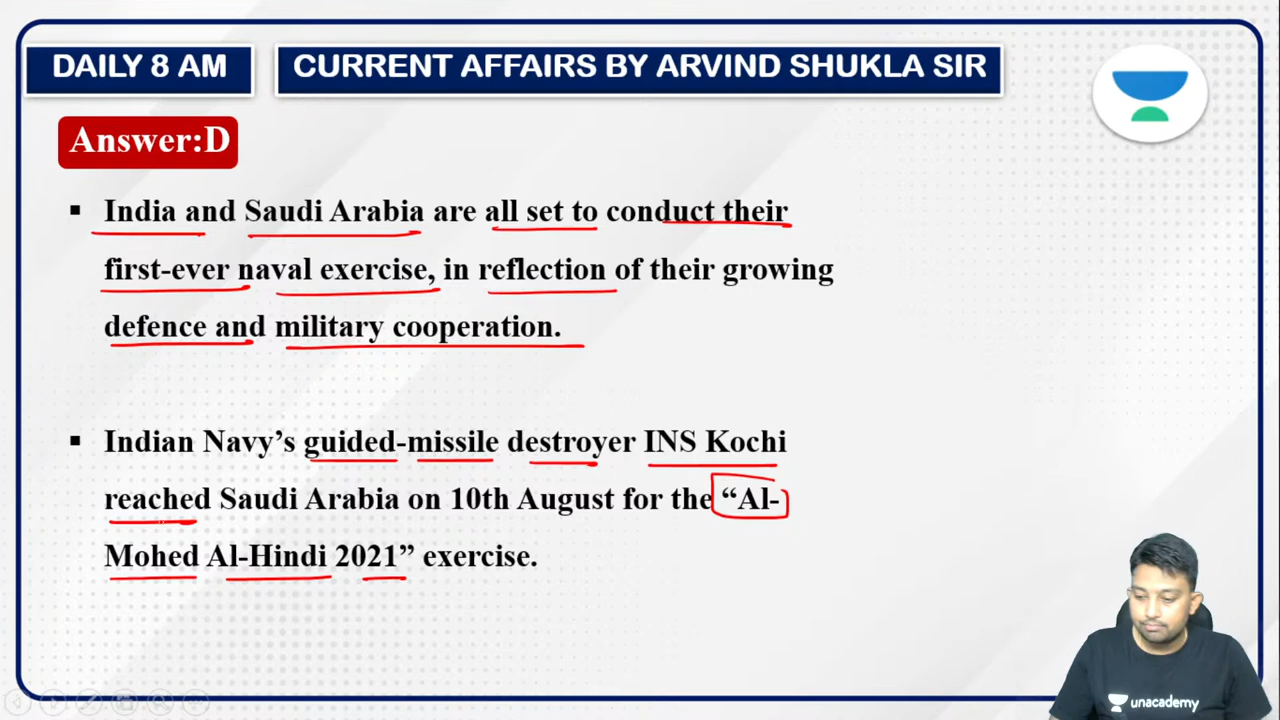 DAILY 8 AM
CURRENT AFFAIRS BY ARVIND SHUKLA SIR
Answer:D
▪ India and Saudi Arabia are all set to conduct their
first-ever naval exercise, in reflection of their growing
defence and military cooperation.
▪ Indian Navy’s guided-missile destroyer INS Kochi
reached Saudi Arabia on 10th August for the “Al-
Mohed Al-Hindi 2021” exercise.
unacademy